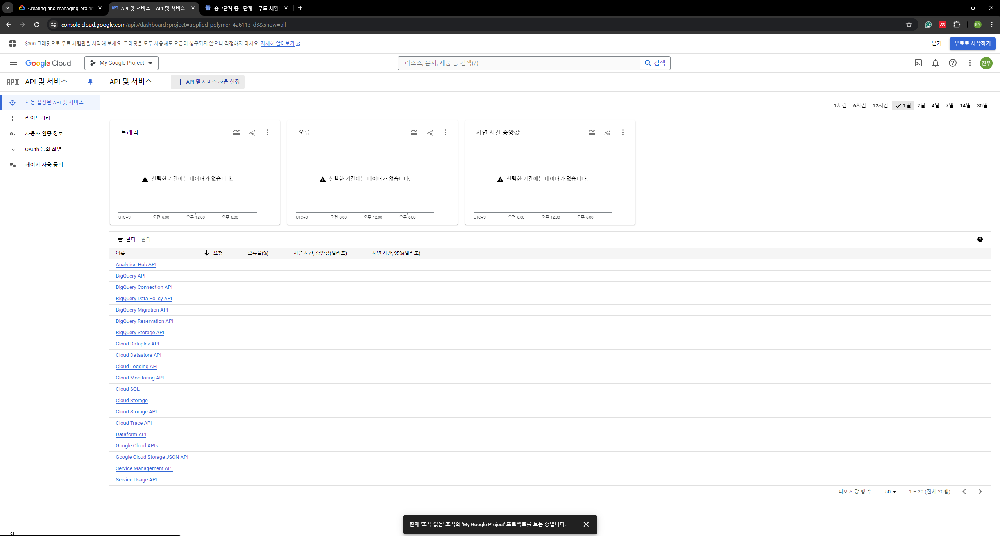 Creating and managing projec
API 및 서비스 – API 및 서비스
총 2단계 중 1단계 – 무료 체험
console.cloud.google.com/apis/dashboard?project=applied-polymer-426113-d3&show=all
진우
$300 크레딧으로 무료 체험판을 시작해 보세요. 크레딧을 모두 사용해도 요금이 청구되지 않으니 걱정하지 마세요. 자세히 알아보기
닫기
무료로 시작하기
Google Cloud
My Google Project
리소스, 문서, 제품 등 검색(/)
검색
진우
API
API 및 서비스
API 및 서비스
API 및 서비스 사용 설정
사용 설정된 API 및 서비스
라이브러리
사용자 인증 정보
OAuth 동의 화면
페이지 사용 동의
1시간 6시간 12시간 1일 2일 4일 7일 14일 30일
트래픽
선택한 기간에는 데이터가 없습니다.
UTC+9 오전 6:00 오후 12:00 오후 6:00
오류
선택한 기간에는 데이터가 없습니다.
UTC+9 오전 6:00 오후 12:00 오후 6:00
지연 시간 중앙값
선택한 기간에는 데이터가 없습니다.
UTC+9 오전 6:00 오후 12:00 오후 6:00
필터 필터
이름 요청 오류율(%) 지연 시간, 중앙값(밀리초) 지연 시간, 95%(밀리초)
Analytics Hub API
BigQuery API
BigQuery Connection API
BigQuery Data Policy API
BigQuery Migration API
BigQuery Reservation API
BigQuery Storage API
Cloud Dataplex API
Cloud Datastore API
Cloud Logging API
Cloud Monitoring API
Cloud SQL
Cloud Storage
Cloud Storage API
Cloud Trace API
Dataform API
Google Cloud APIs
Google Cloud Storage JSON API
Service Management API
Service Usage API
페이지당 행 수: 50 1 – 20 (전체 20행)
현재 '조직 없음' 조직의 'My Google Project' 프로젝트를 보는 중입니다.